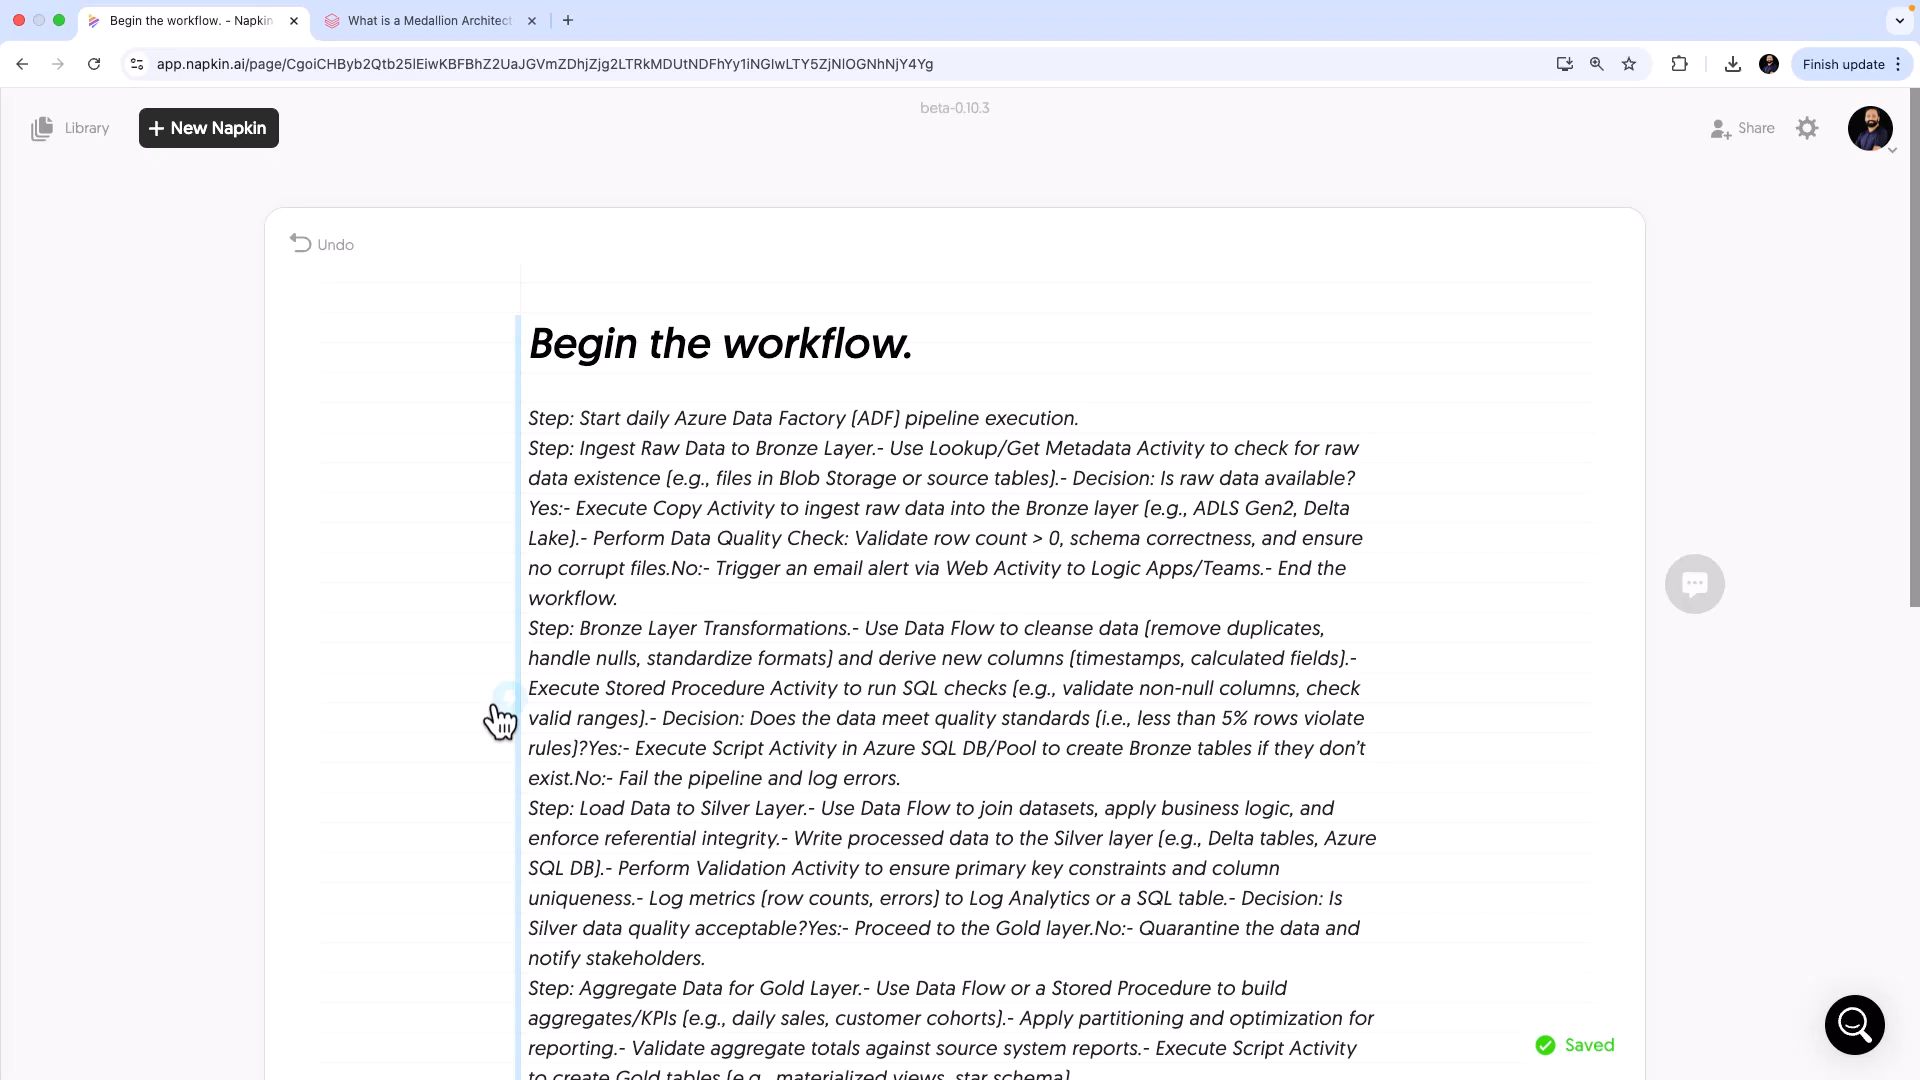 Begin the workflow. - Napkin
What is a Medallion Architect
app.napkin.ai/page/CgoiCHByb2Qtb25lEiwKBFBhZ2UaJGVmZDhjZjg2LTRkMDUtNDFhYy1iNGIwLTY5ZjNlOGNhNjY4Yg
Finish update
beta-0.10.3
Library
+ New Napkin
Share
Undo
Begin the workflow.
Step: Start daily Azure Data Factory (ADF) pipeline execution.
Step: Ingest Raw Data to Bronze Layer.- Use Lookup/Get Metadata Activity to check for raw
data existence (e.g., files in Blob Storage or source tables).- Decision: Is raw data available?
Yes:- Execute Copy Activity to ingest raw data into the Bronze layer (e.g., ADLS Gen2, Delta
Lake).- Perform Data Quality Check: Validate row count > 0, schema correctness, and ensure
no corrupt files.No:- Trigger an email alert via Web Activity to Logic Apps/Teams.- End the
workflow.
Step: Bronze Layer Transformations.- Use Data Flow to cleanse data (remove duplicates,
handle nulls, standardize formats) and derive new columns (timestamps, calculated fields).-
Execute Stored Procedure Activity to run SQL checks (e.g., validate non-null columns, check
valid ranges).- Decision: Does the data meet quality standards (i.e., less than 5% rows violate
rules)?Yes:- Execute Script Activity in Azure SQL DB/Pool to create Bronze tables if they don't
exist.No:- Fail the pipeline and log errors.
Step: Load Data to Silver Layer.- Use Data Flow to join datasets, apply business logic, and
enforce referential integrity.- Write processed data to the Silver layer (e.g., Delta tables, Azure
SQL DB).- Perform Validation Activity to ensure primary key constraints and column
uniqueness.- Log metrics (row counts, errors) to Log Analytics or a SQL table.- Decision: Is
Silver data quality acceptable?Yes:- Proceed to the Gold layer.No:- Quarantine the data and
notify stakeholders.
Step: Aggregate Data for Gold Layer.- Use Data Flow or a Stored Procedure to build
aggregates/KPIs (e.g., daily sales, customer cohorts).- Apply partitioning and optimization for
reporting.- Validate aggregate totals against source system reports.- Execute Script Activity
to create Gold tables (e.g., materialized views, star schema)
Saved